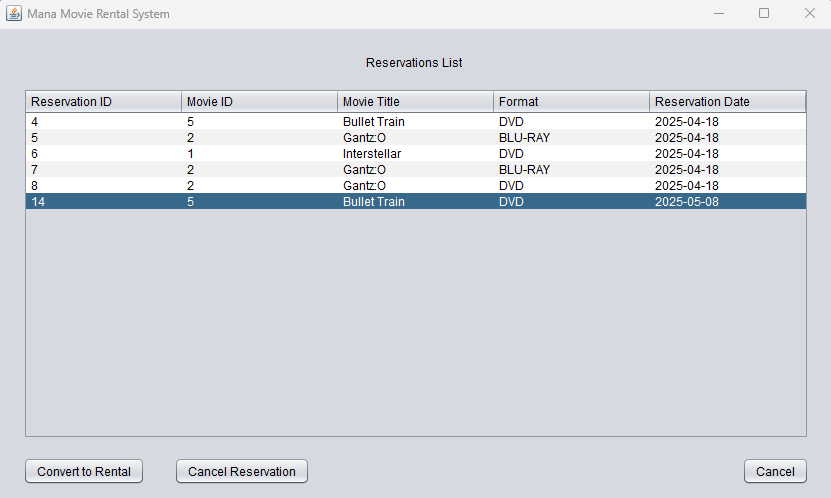 Mana Movie Rental System
Reservations List
Reservation ID Movie ID Movie Title Format Reservation Date
4 5 Bullet Train DVD 2025-04-18
5 2 Gantz:O BLU-RAY 2025-04-18
6 1 Interstellar DVD 2025-04-18
7 2 Gantz:O BLU-RAY 2025-04-18
8 2 Gantz:O DVD 2025-04-18
14 5 Bullet Train DVD 2025-05-08
Convert to Rental Cancel Reservation Cancel